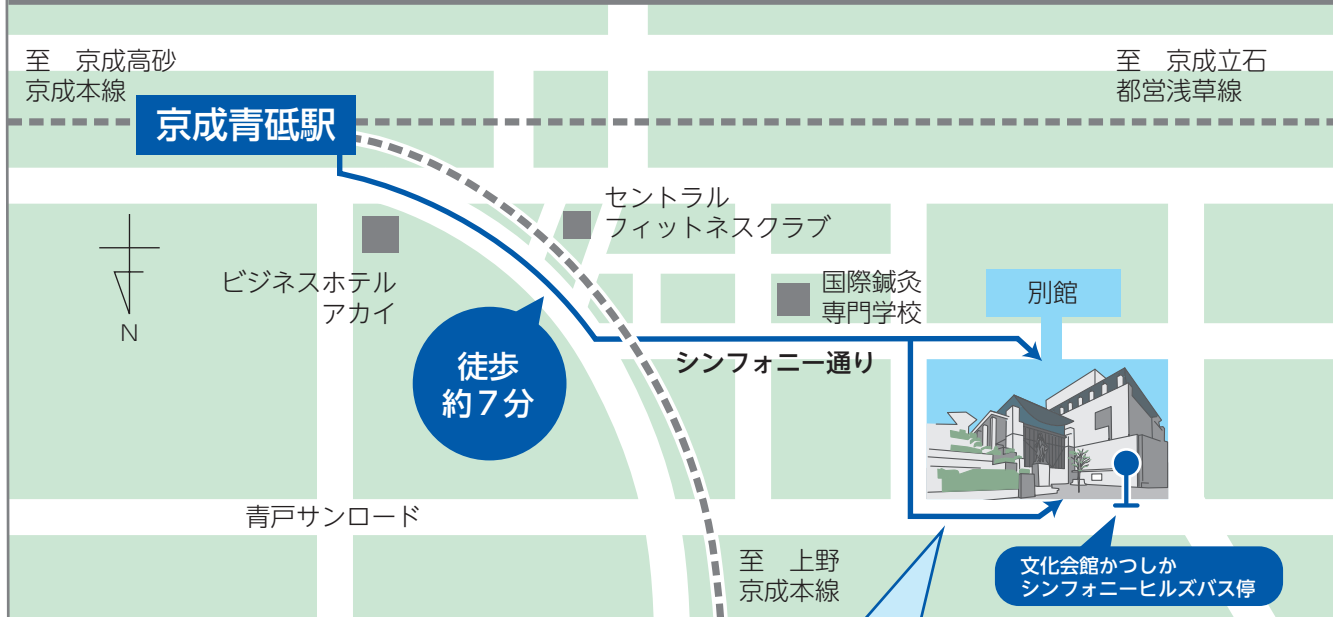 至　京成高砂
京成本線
至　京成立石
都営浅草線
京成青砥駅
セントラル
フィットネスクラブ
ビジネスホテル
アカイ
N
国際鍼灸
専門学校
別館
徒歩
約7分
シンフォニー通り
青戸サンロード
至　上野
京成本線
文化会館かつしか
シンフォニーヒルズバス停